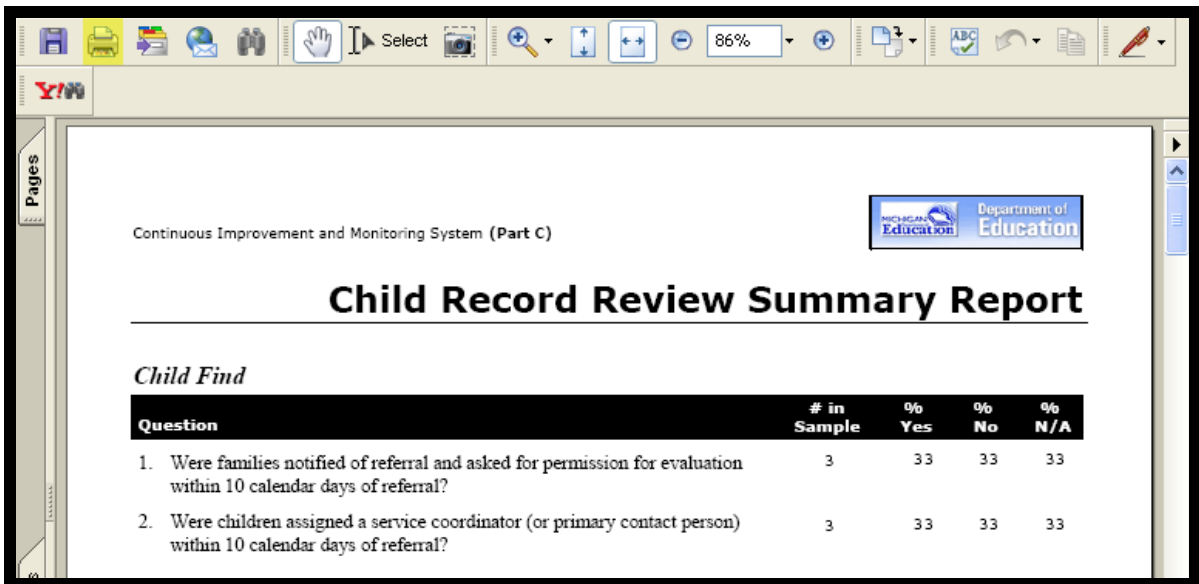 Select
86%
ABC
Y!
Pages
Continuous Improvement and Monitoring System (Part C)
MICHIGAN Education
Department of Education
Child Record Review Summary Report
Child Find
Question # in Sample % Yes % No % N/A
1. Were families notified of referral and asked for permission for evaluation 3 33 33 33
within 10 calendar days of referral?
2. Were children assigned a service coordinator (or primary contact person) 3 33 33 33
within 10 calendar days of referral?